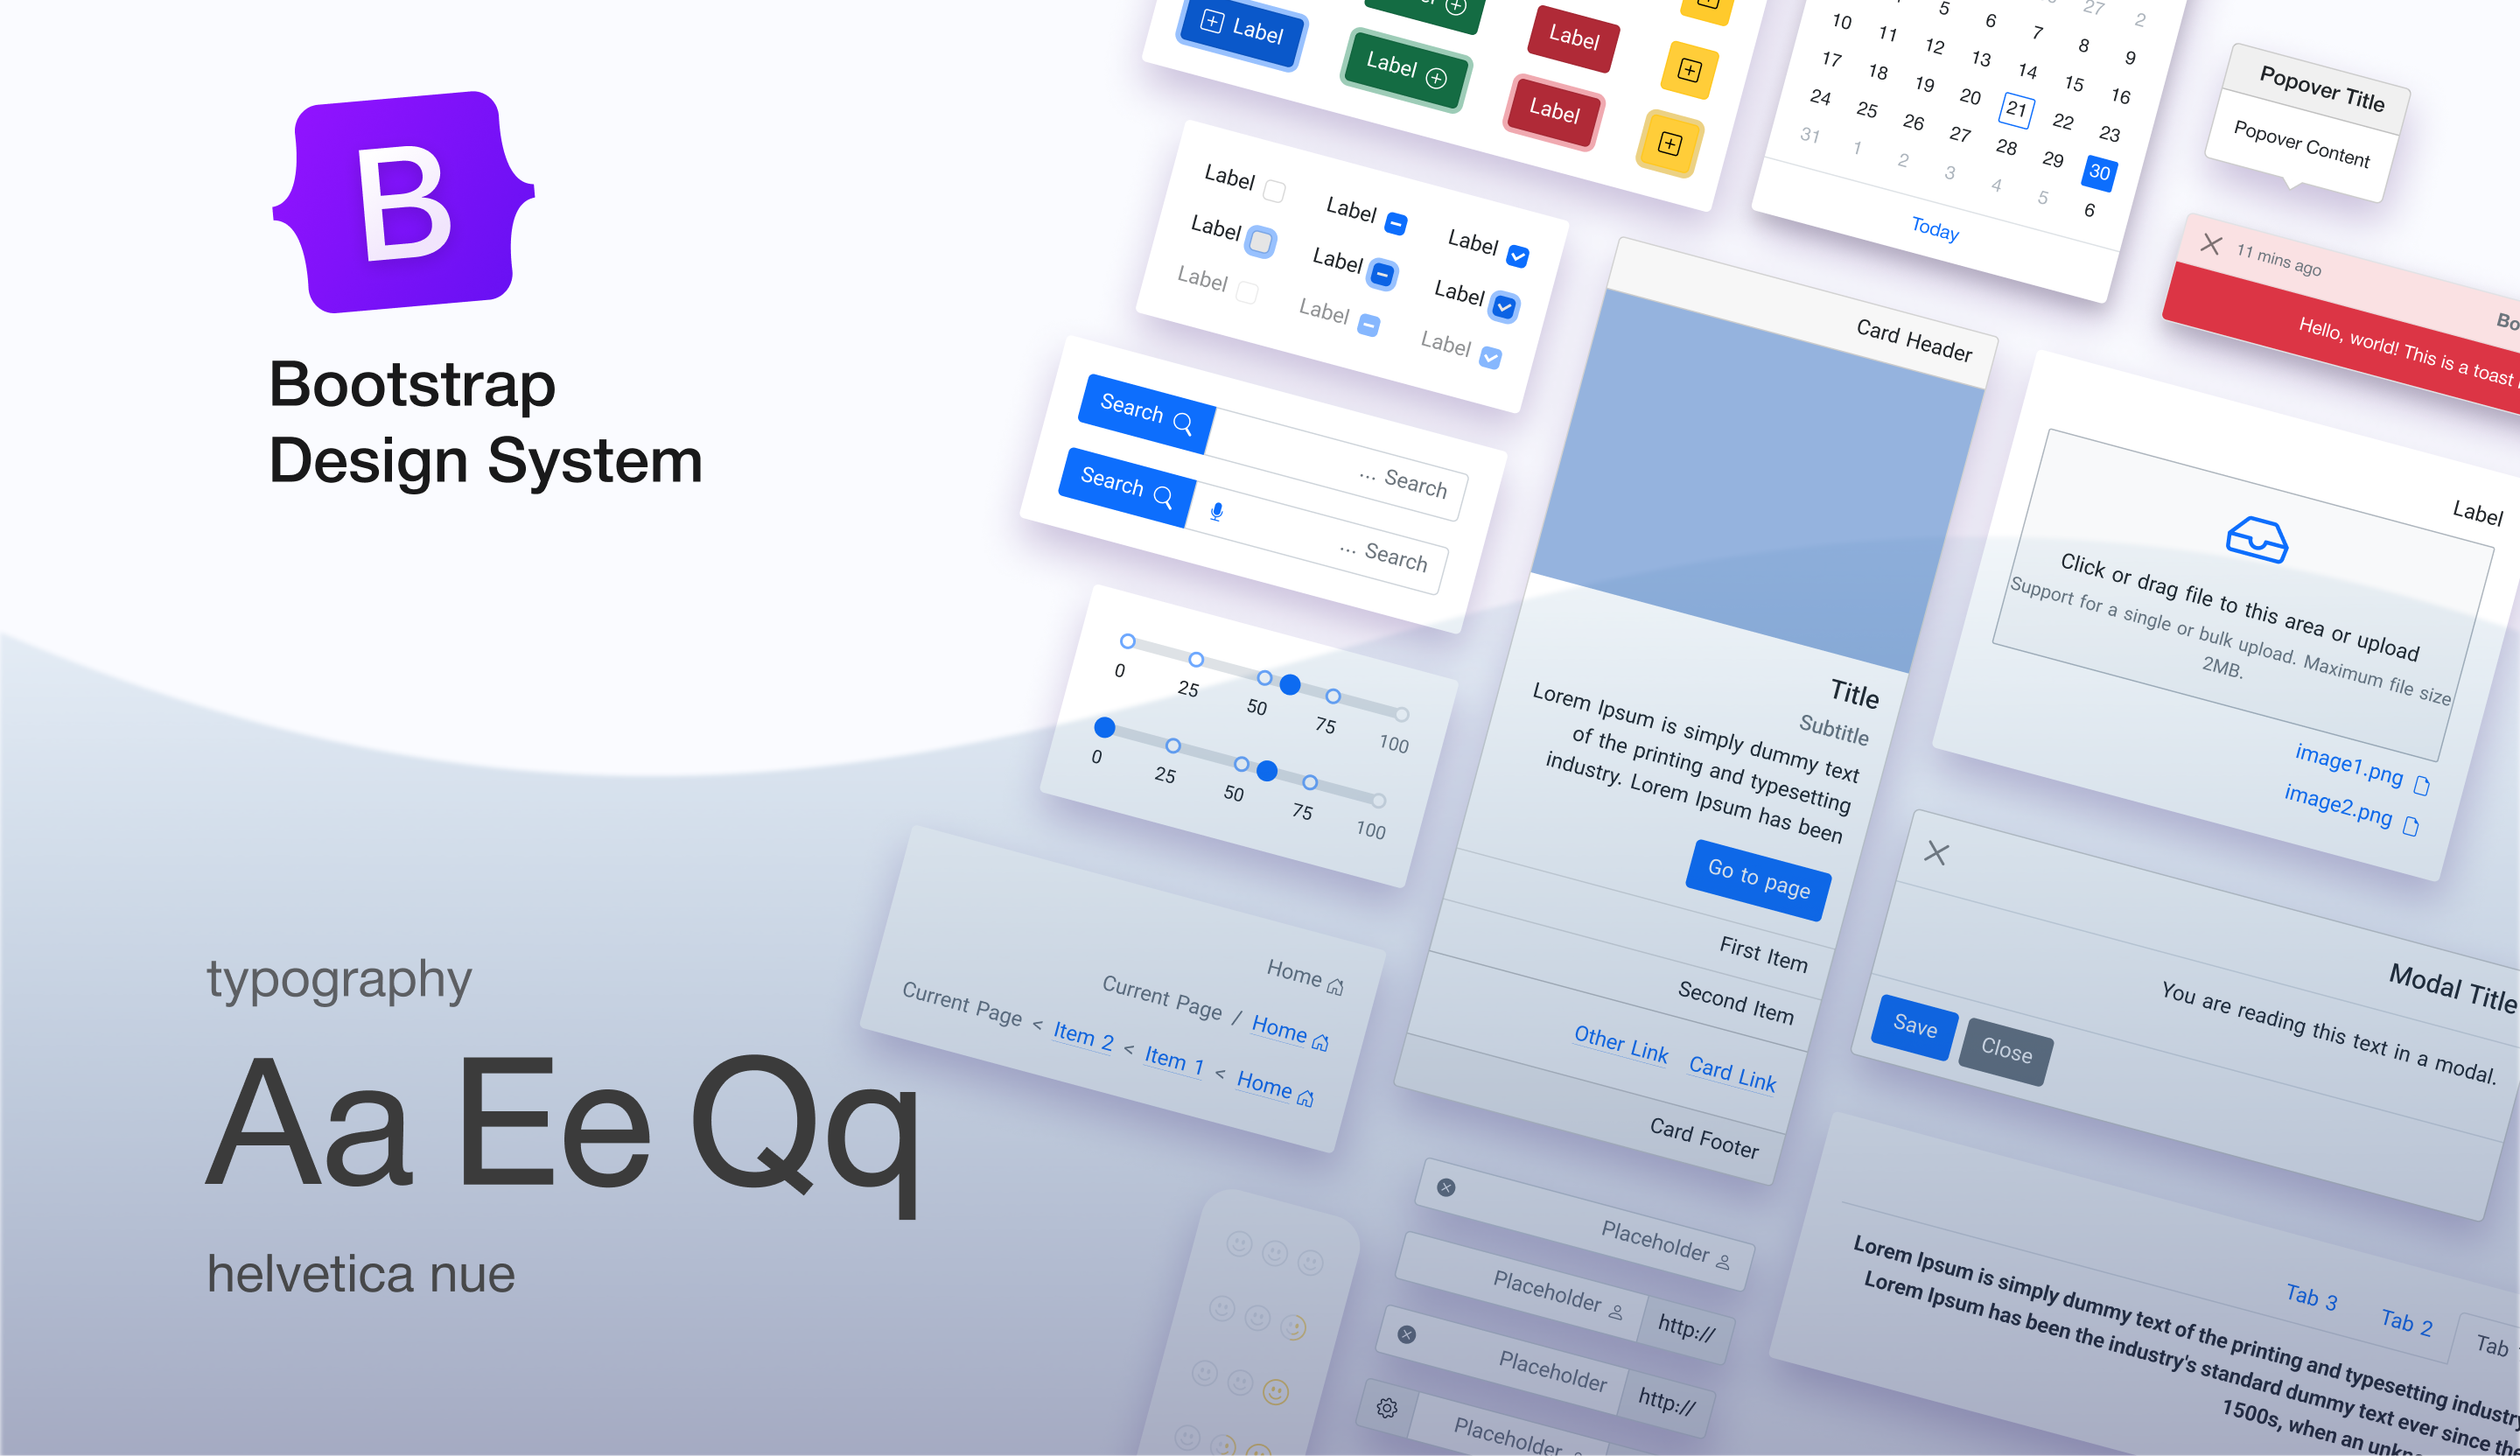 B
Bootstrap
Design System
typography
Aa Ee Qq
helvetica nue
Label
Label
Label
Label
Label
Label
Label
Label
Label
Label
Label
Label
Label
Search
... Search
Search
... Search
0 25 50 75 100
0 25 50 75 100
Home
Current Page / Home
Current Page < Item 2 < Item 1 < Home
5 6 27 2
10 11 12 13 7 8 9
17 18 19 20 14 15 16
24 25 26 27 21 22 23
31 1 2 3 28 29 30
4 5 6
Today
Popover Title
Popover Content
11 mins ago
Hello, world! This is a toast
Card Header
Title
Subtitle
Lorem Ipsum is simply dummy text
of the printing and typesetting
industry. Lorem Ipsum has been
Go to page
First Item
Second Item
Other Link Card Link
Card Footer
Label
Click or drag file to this area or upload
Support for a single or bulk upload. Maximum file size
2MB.
image1.png
image2.png
Modal Title
You are reading this text in a modal.
Save Close
Placeholder
Placeholder http://
Placeholder http://
Placeholder
Tab 3 Tab 2 Tab
Lorem Ipsum is simply dummy text of the printing and typesetting industry
Lorem Ipsum has been the industry's standard dummy text ever since the
1500s, when an